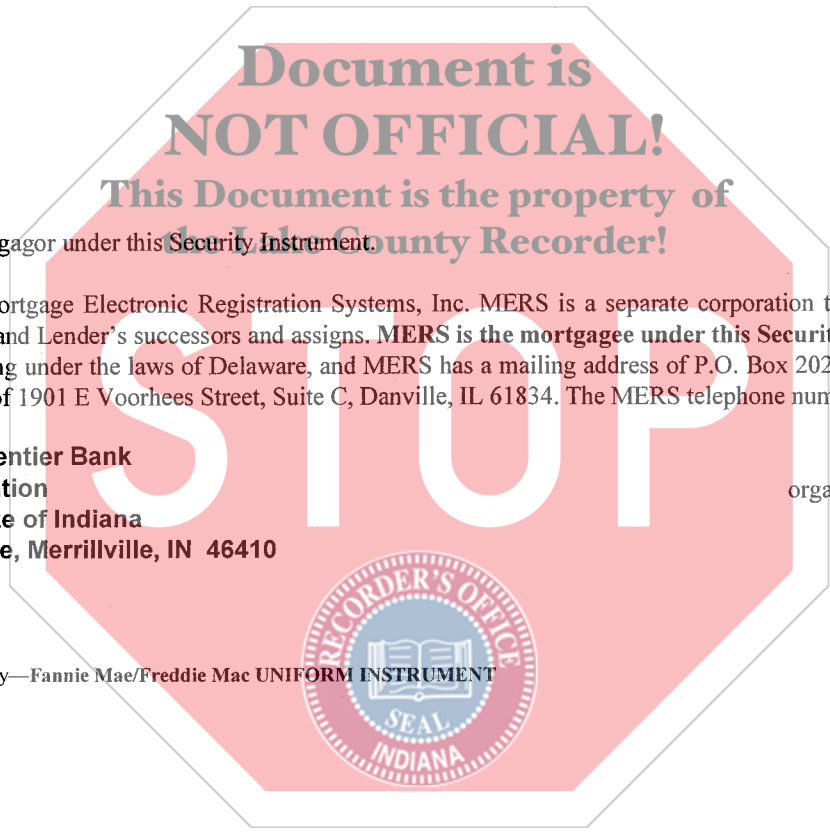 Document is
NOT OFFICIAL!
This Document is the property of
the Lake County Recorder!
gagor under this Security Instrument.
ortgage Electronic Registration Systems, Inc. MERS is a separate corporation t
and Lender's successors and assigns. MERS is the mortgagee under this Securit
ng under the laws of Delaware, and MERS has a mailing address of P.O. Box 202
of 1901 E Voorhees Street, Suite C, Danville, IL 61834. The MERS telephone num
STOP
entier Bank
tion orga
te of Indiana
e, Merrillville, IN 46410
RECORDER'S OFFICE
y—Fannie Mae/Freddie Mac UNIFORM INSTRUMENT
SEAL
INDIANA